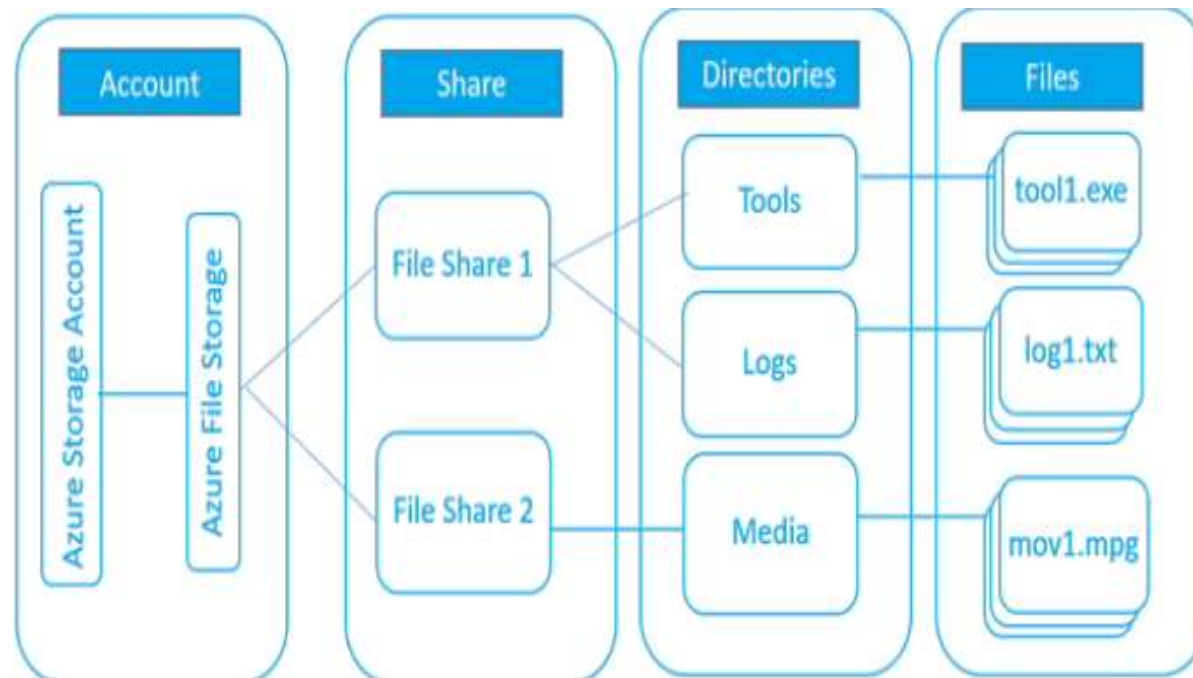 Account
Share
Directories
Files
Azure Storage Account
Azure File Storage
File Share 1
File Share 2
Tools
Logs
Media
tool1.exe
log1.txt
mov1.mpg